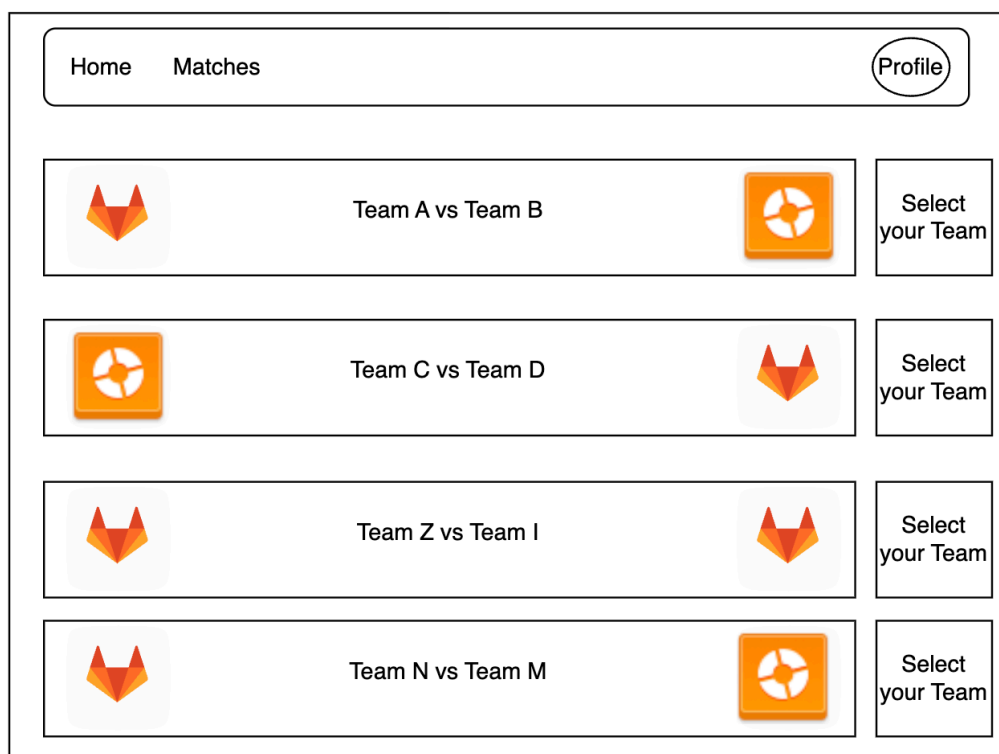 Home Matches Profile
Team A vs Team B
Select
your Team
Team C vs Team D
Select
your Team
Team Z vs Team I
Select
your Team
Team N vs Team M
Select
your Team